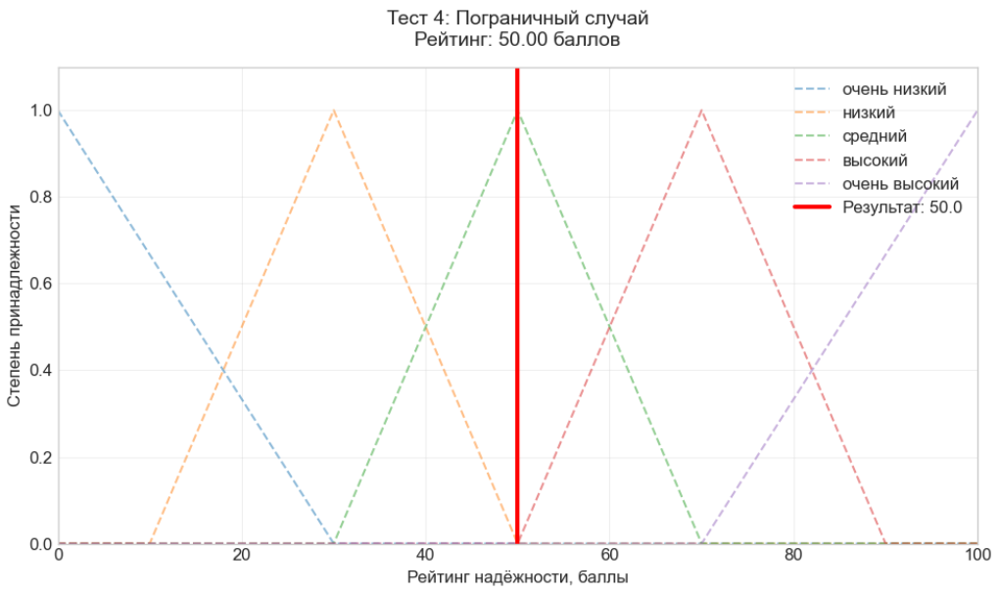 Тест 4: Пограничный случай
Рейтинг: 50.00 баллов
очень низкий
низкий
средний
высокий
очень высокий
Результат: 50.0
Степень принадлежности
1.0
0.8
0.6
0.4
0.2
0.0
0 20 40 60 80 100
Рейтинг надёжности, баллы